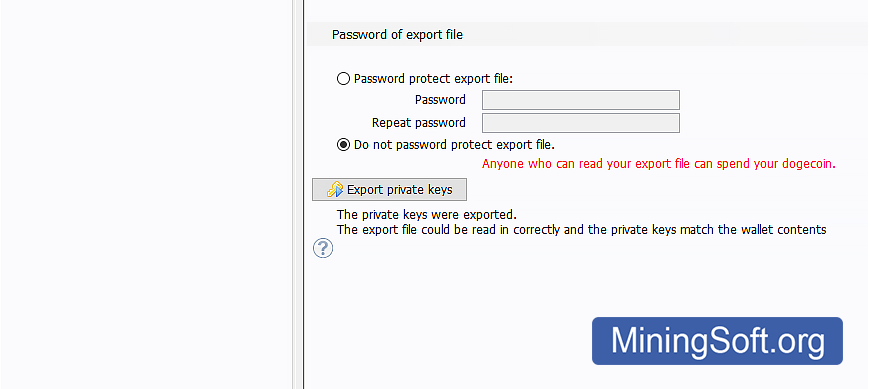 Password of export file
Password protect export file:
Password
Repeat password
Do not password protect export file.
Anyone who can read your export file can spend your dogecoin.
Export private keys
The private keys were exported.
The export file could be read in correctly and the private keys match the wallet contents
?
MiningSoft.org